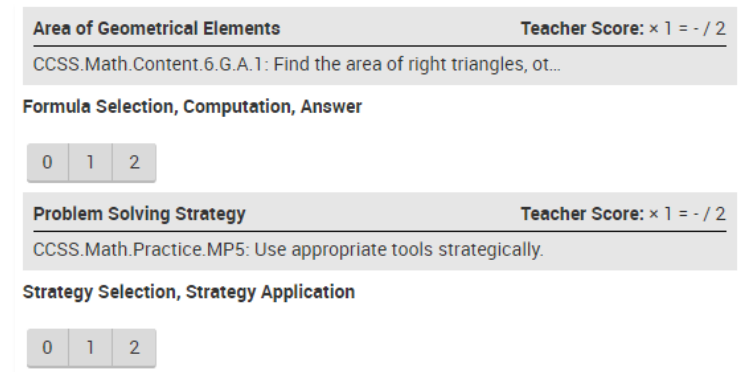 Area of Geometrical Elements Teacher Score: × 1 = - / 2
CCSS.Math.Content.6.G.A.1: Find the area of right triangles, ot...
Formula Selection, Computation, Answer
0 1 2
Problem Solving Strategy Teacher Score: × 1 = - / 2
CCSS.Math.Practice.MP5: Use appropriate tools strategically.
Strategy Selection, Strategy Application
0 1 2